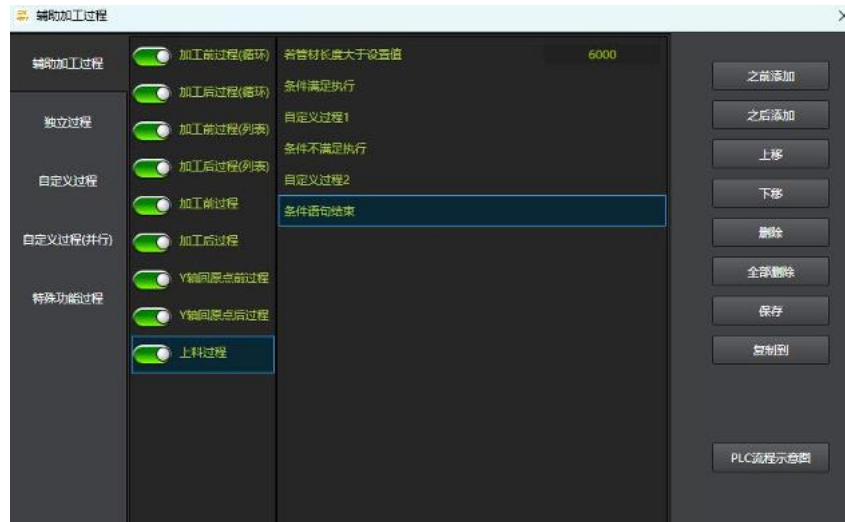 辅助加工过程
辅助加工过程
独立过程
自定义过程
自定义过程(并行)
特殊功能过程
加工前过程(循环)
加工后过程(循环)
加工前过程(列表)
加工后过程(列表)
加工前过程
加工后过程
Y轴回原点前过程
Y轴回原点后过程
上料过程
若管材长度大于设置值 6000
条件满足执行
自定义过程1
条件不满足执行
自定义过程2
条件语句结束
之前添加
之后添加
上移
下移
删除
全部删除
保存
复制到
PLC流程示意图